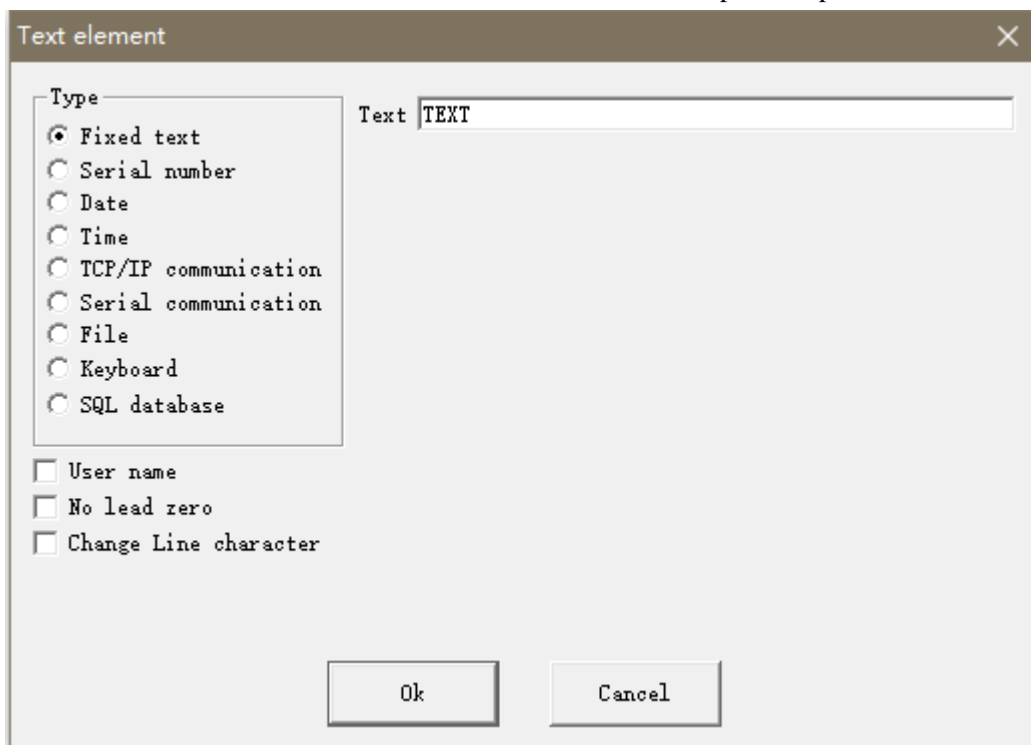 Text element
Type
Fixed text
Serial number
Date
Time
TCP/IP communication
Serial communication
File
Keyboard
SQL database
Text TEXT
User name
No lead zero
Change Line character
Ok
Cancel